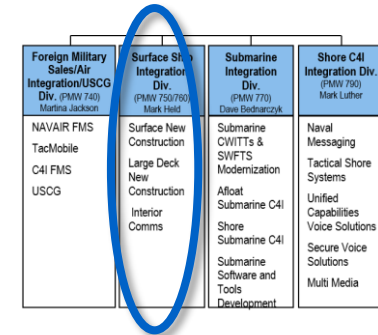 Foreign Military
Sales/Air
Integration/USCG
Div. (PMW 740)
Martina Jackson
NAVAIR FMS
TacMobile
C4I FMS
USCG
Surface Ship
Integration
Div.
(PMW 750/760)
Mark Held
Surface New
Construction
Large Deck
New
Construction
Interior
Comms
Submarine
Integration
Div.
(PMW 770)
Dave Bednarczyk
Submarine
CWITTs &
SWFTS
Modernization
Afloat
Submarine C4I
Shore
Submarine C4I
Submarine
Software and
Tools
Development
Shore C4I
Integration Div.
(PMW 790)
Mark Luther
Naval
Messaging
Tactical Shore
Systems
Unified
Capabilities
Voice Solutions
Secure Voice
Solutions
Multi Media